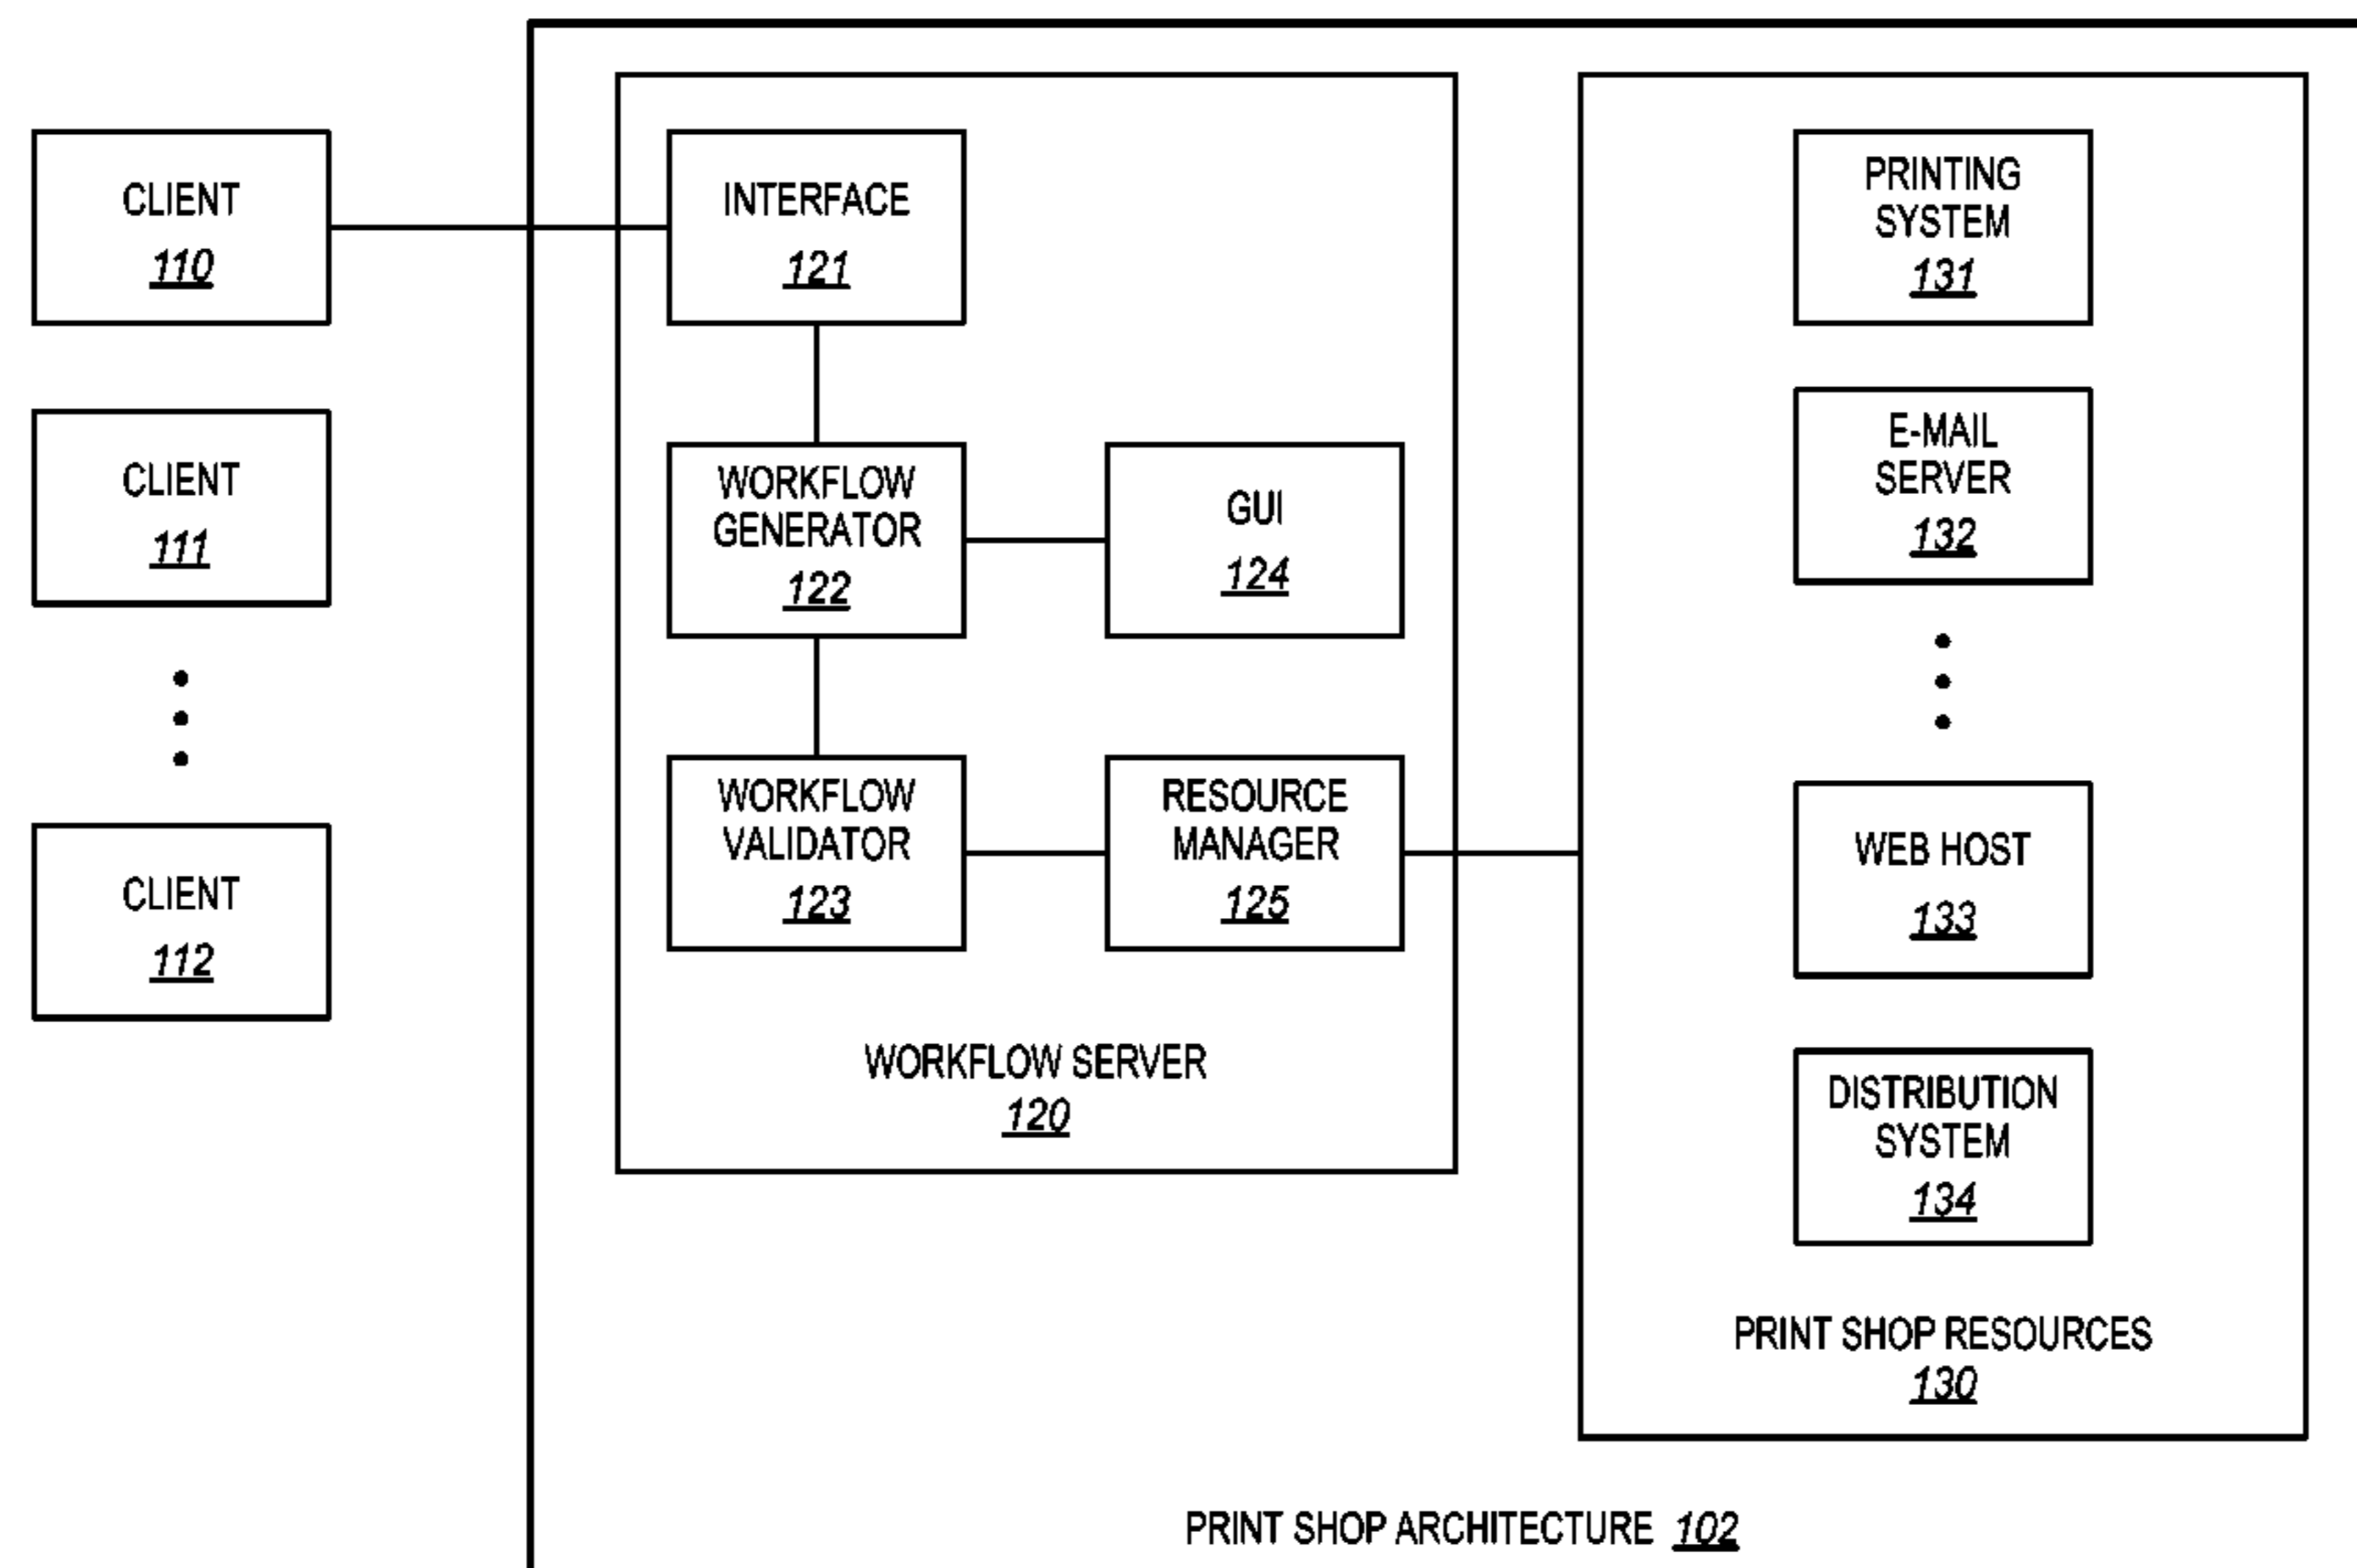 CLIENT
110
CLIENT
111
CLIENT
112
INTERFACE
121
WORKFLOW
GENERATOR
122
GUI
124
WORKFLOW
VALIDATOR
123
RESOURCE
MANAGER
125
WORKFLOW SERVER
120
PRINTING
SYSTEM
131
E-MAIL
SERVER
132
WEB HOST
133
DISTRIBUTION
SYSTEM
134
PRINT SHOP RESOURCES
130
PRINT SHOP ARCHITECTURE 102